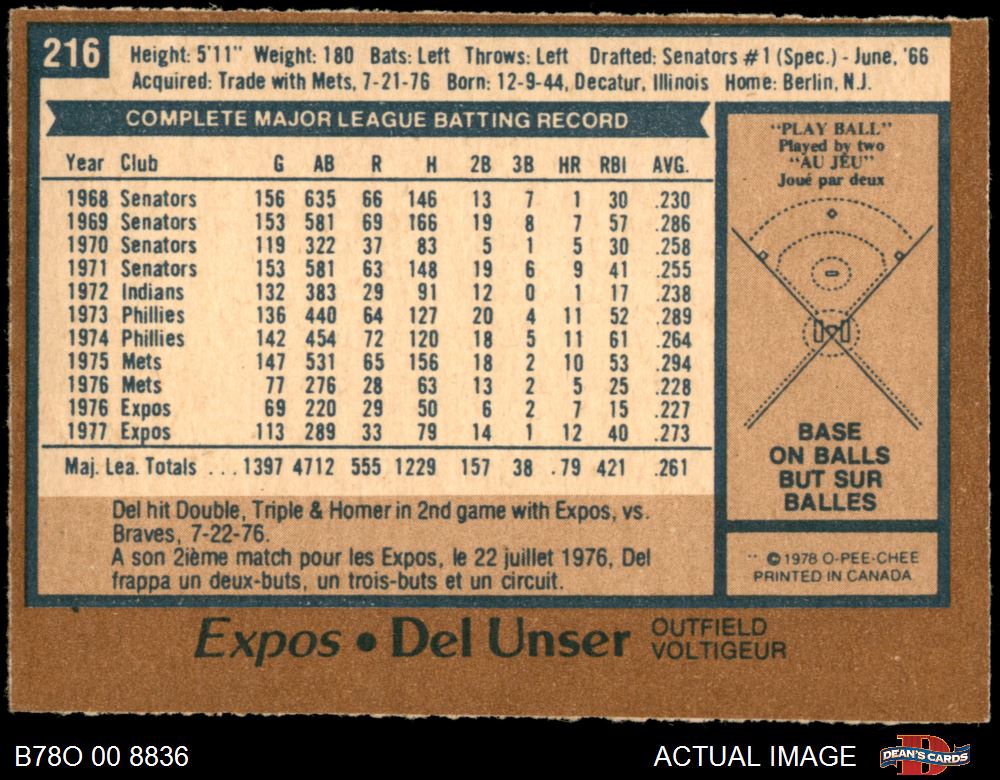 216
Height: 5'11" Weight: 180 Bats: Left Throws: Left Drafted: Senators #1 (Spec.) - June, '66
Acquired: Trade with Mets, 7-21-76 Born: 12-9-44, Decatur, Illinois Home: Berlin, N.J.
COMPLETE MAJOR LEAGUE BATTING RECORD
Year Club G AB R H 2B 3B HR RBI AVG.
1968 Senators 156 635 66 146 13 7 1 30 .230
1969 Senators 153 581 69 166 19 8 7 57 .286
1970 Senators 119 322 37 83 5 1 5 30 .258
1971 Senators 153 581 63 148 19 6 9 41 .255
1972 Indians 132 383 29 91 12 0 1 17 .238
1973 Phillies 136 440 64 127 20 4 11 52 .289
1974 Phillies 142 454 72 120 18 5 11 61 .264
1975 Mets 147 531 65 156 18 2 10 53 .294
1976 Mets 77 276 28 63 13 2 5 25 .228
1976 Expos 69 220 29 50 6 2 7 15 .227
1977 Expos 113 289 33 79 14 1 12 40 .273
Maj. Lea. Totals ... 1397 4712 555 1229 157 38 .79 421 .261
Del hit Double, Triple & Homer in 2nd game with Expos, vs.
Braves, 7-22-76.
A son 2ième match pour les Expos, le 22 juillet 1976, Del
frappa un deux-buts, un trois-buts et un circuit.
"PLAY BALL"
Played by two
"AU JEU"
Joué par deux
BASE
ON BALLS
BUT SUR
BALLES
© 1978 O-PEE-CHEE
PRINTED IN CANADA
Expos • Del Unser
OUTFIELD
VOLTIGEUR
B78O 00 8836
ACTUAL IMAGE
DEAN'S CARDS